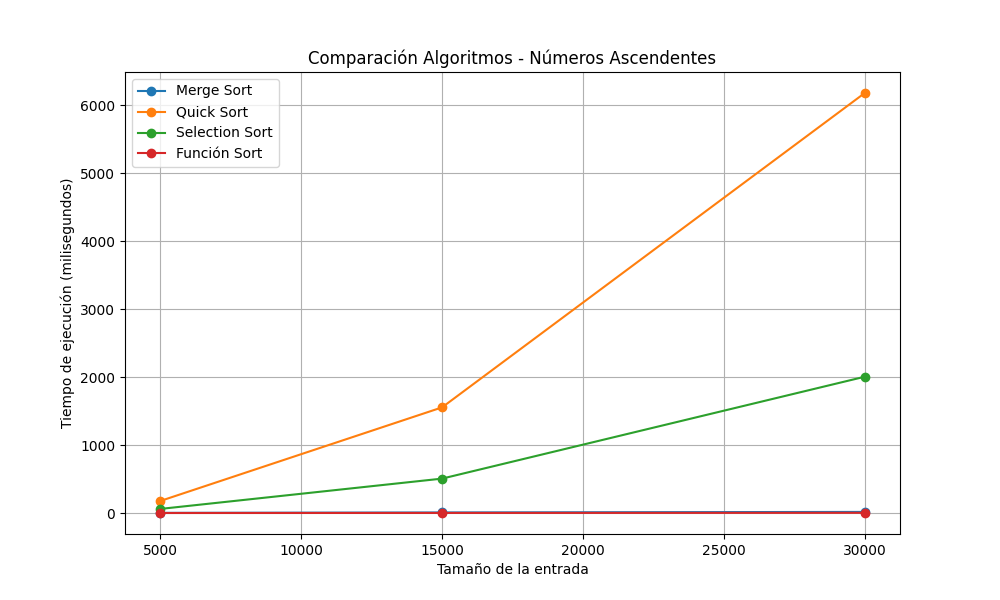 Comparación Algoritmos - Números Ascendentes
Merge Sort
Quick Sort
Selection Sort
Función Sort
6000
5000
4000
3000
2000
1000
0
Tiempo de ejecución (milisegundos)
5000
10000
15000
20000
25000
30000
Tamaño de la entrada